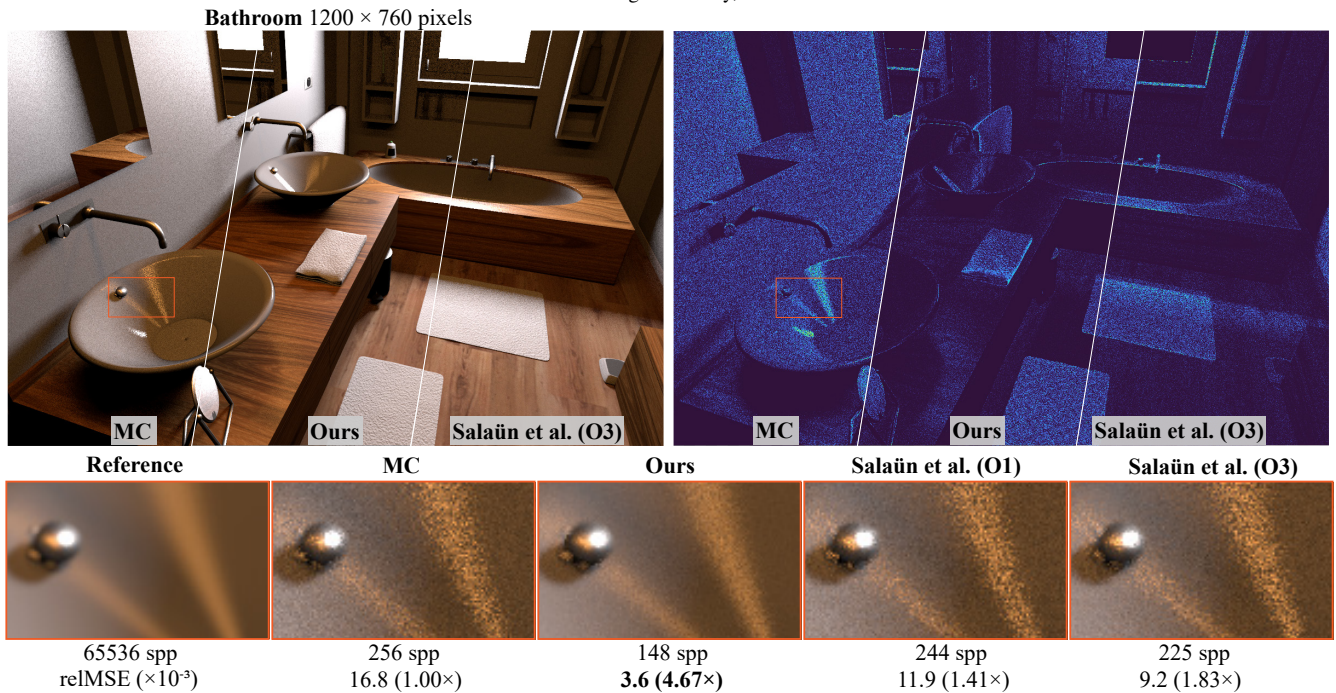 Bathroom 1200 × 760 pixels
MC
Ours
Salaün et al. (O3)
MC
Ours
Salaün et al. (O3)
Reference
MC
Ours
Salaün et al. (O1)
Salaün et al. (O3)
65536 spp
256 spp
148 spp
244 spp
225 spp
relMSE (×10⁻³)
16.8 (1.00×)
3.6 (4.67×)
11.9 (1.41×)
9.2 (1.83×)